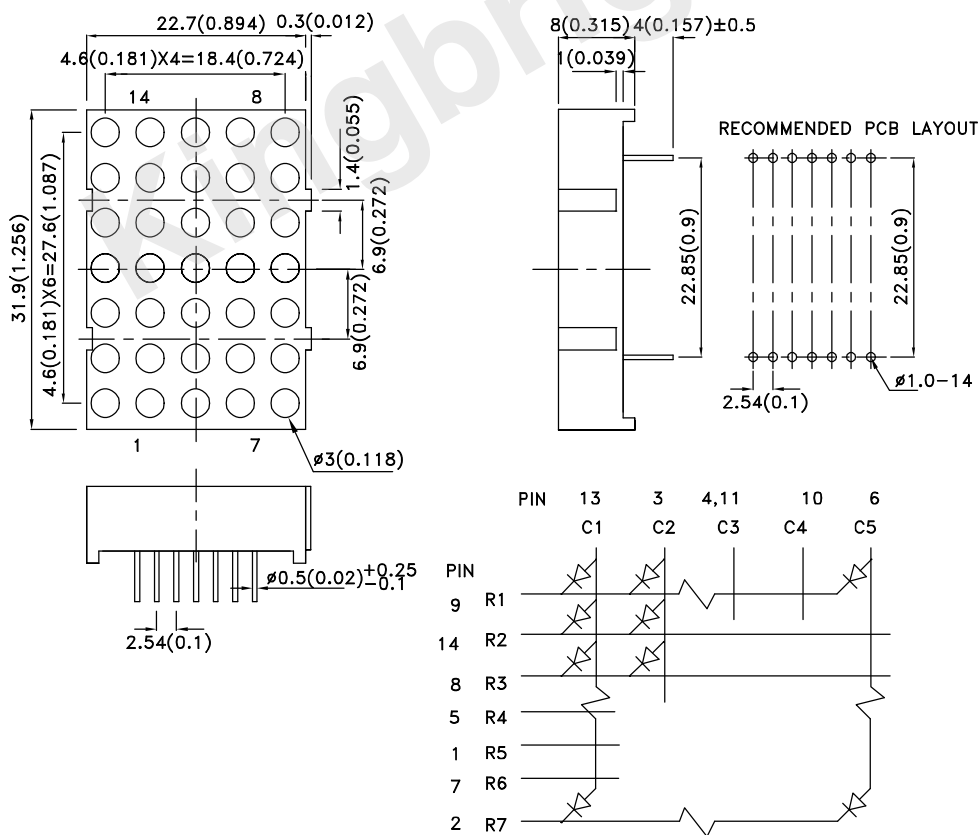 22.7(0.894)
0.3(0.012)
4.6(0.181)X4=18.4(0.724)
14
8
1.4(0.055)
6.9(0.272)
31.9(1.256)
4.6(0.181)X6=27.6(1.087)
6.9(0.272)
1
7
ø3(0.118)
8(0.315)
4(0.157)±0.5
1(0.039)
22.85(0.9)
RECOMMENDED PCB LAYOUT
22.85(0.9)
2.54(0.1)
ø1.0-14
ø0.5(0.02)+0.25 -0.1
2.54(0.1)
PIN 13 3 4,11 10 6
C1 C2 C3 C4 C5
PIN
9 R1
14 R2
8 R3
5 R4
1 R5
7 R6
2 R7